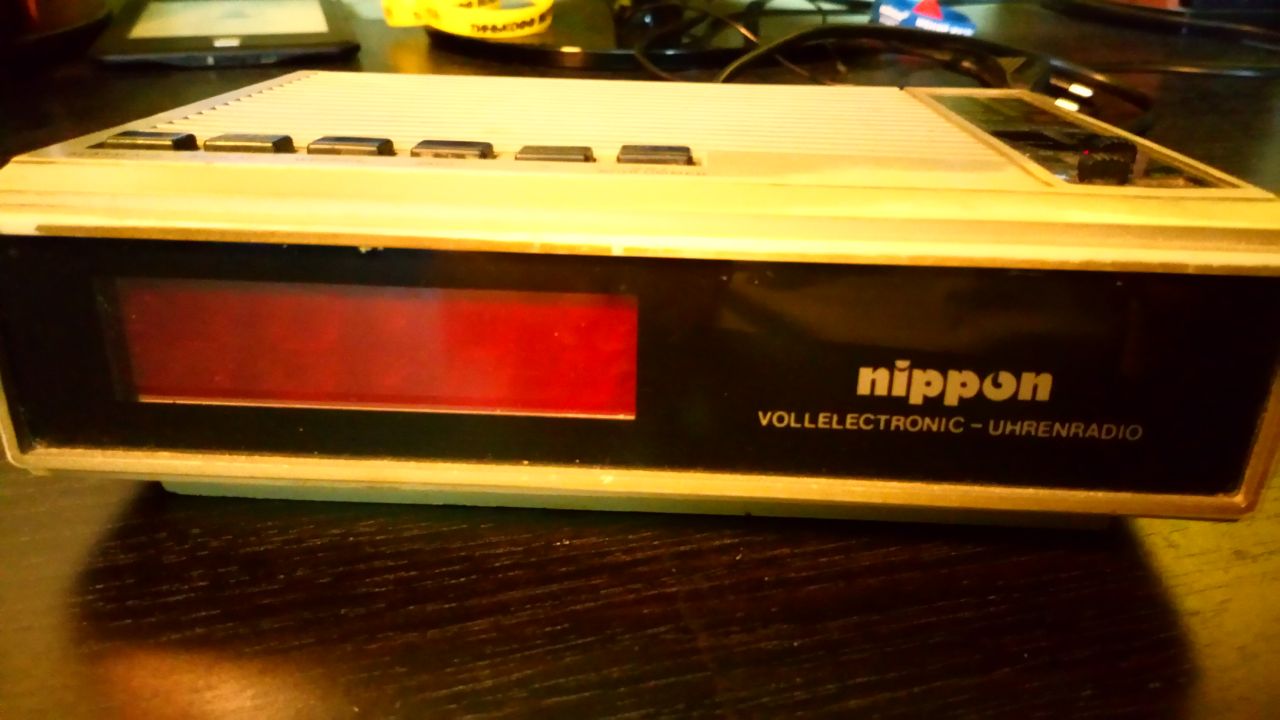 nippon
VOLLELECTRONIC – UHRENRADIO